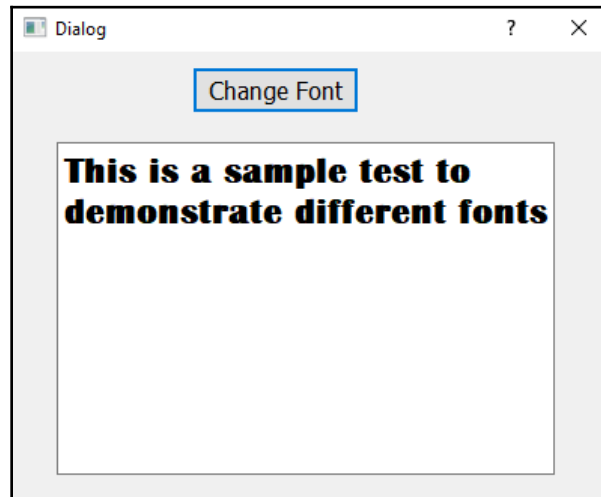 Dialog ?
Change Font
This is a sample test to
demonstrate different fonts